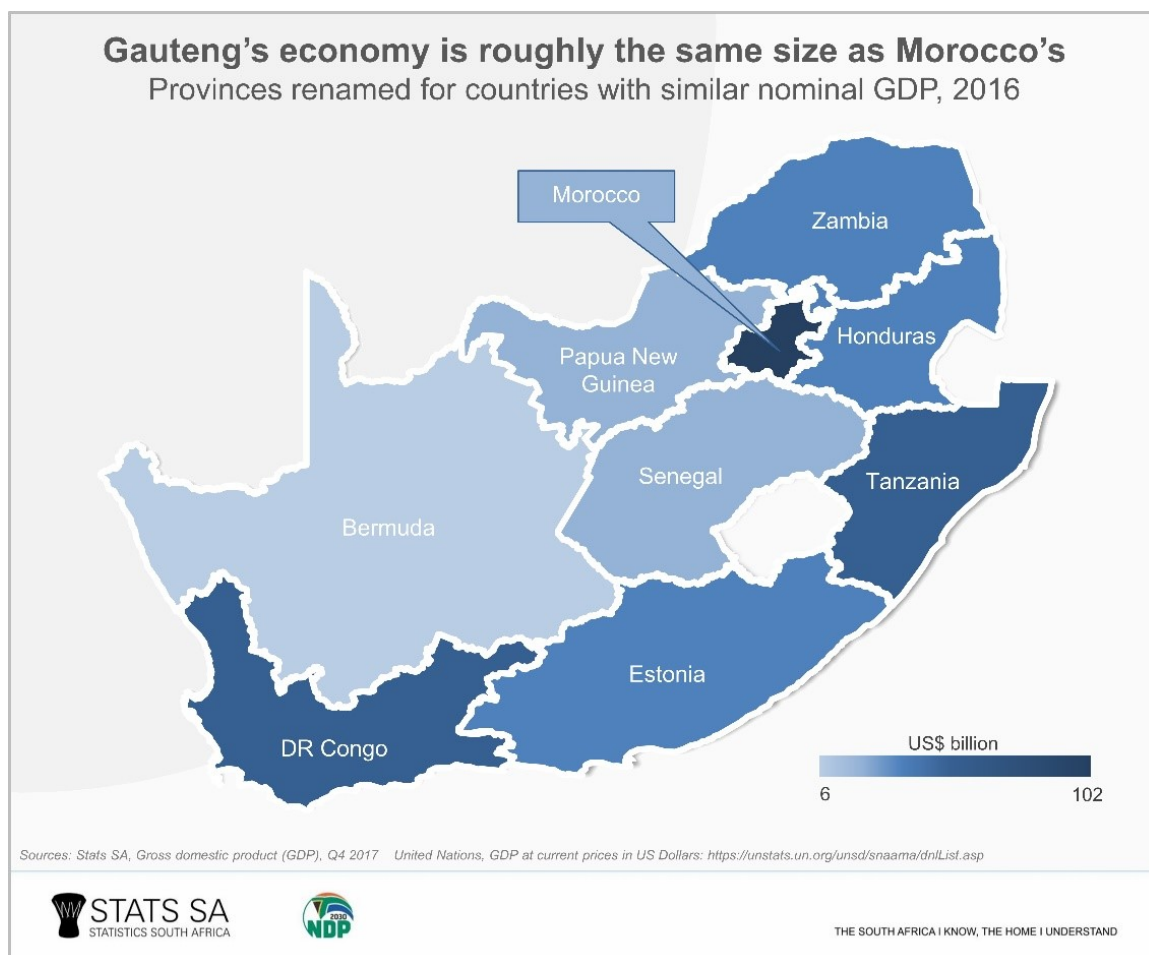 Gauteng’s economy is roughly the same size as Morocco’s
Provinces renamed for countries with similar nominal GDP, 2016
Morocco
Zambia
Honduras
Papua New
Guinea
Senegal
Tanzania
Bermuda
Estonia
DR Congo
US$ billion
6
102
Sources: Stats SA, Gross domestic product (GDP), Q4 2017 United Nations, GDP at current prices in US Dollars: https://unstats.un.org/unsd/snaama/dnlList.asp
STATS SA
STATISTICS SOUTH AFRICA
2030
NDP
THE SOUTH AFRICA I KNOW, THE HOME I UNDERSTAND